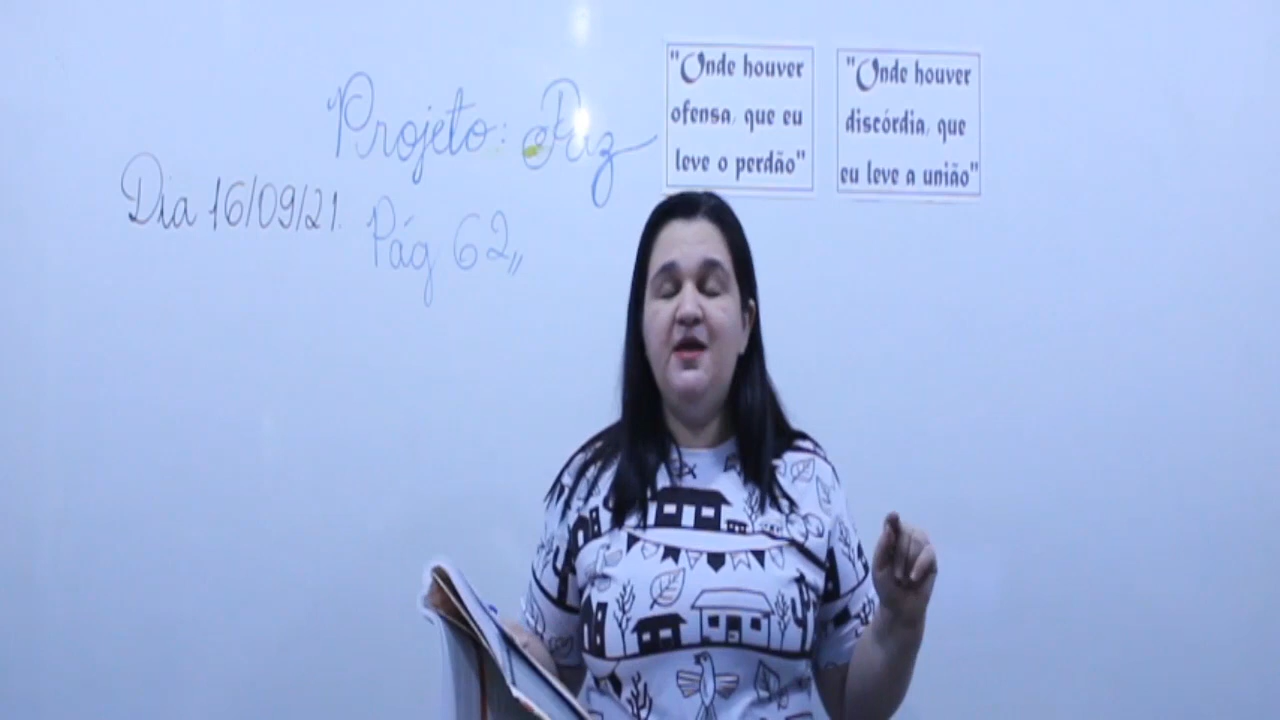 Projeto: Paz
Dia 16/09/21.
Pág 62,,
"Onde houver
ofensa, que eu
leve o perdão"
"Onde houver
discórdia, que
eu leve a união"